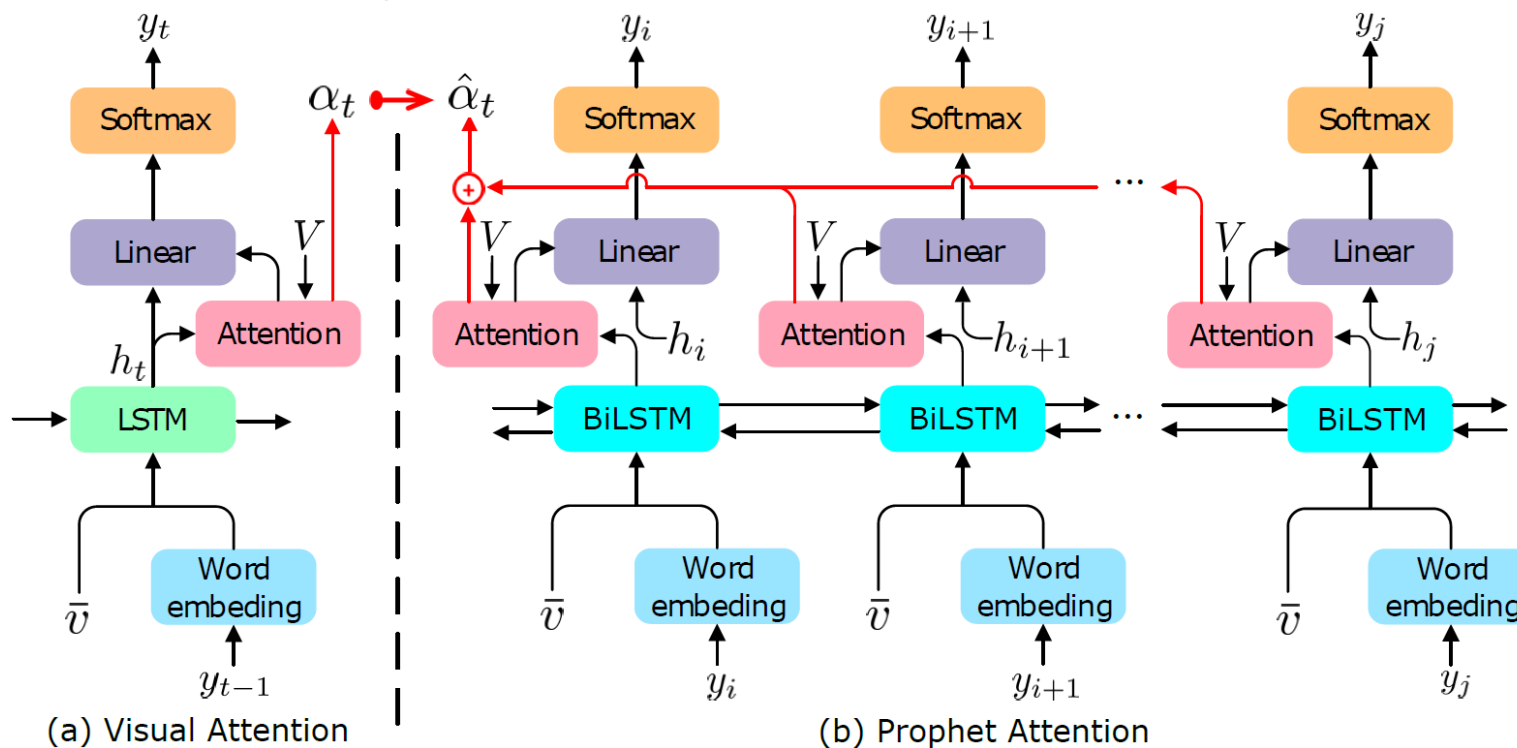 y_t
y_i
y_{i+1}
y_j
α_t
α̂_t
Softmax
Softmax
Softmax
Softmax
+
...
V
V
V
V
Linear
Linear
Linear
Linear
Attention
Attention
Attention
Attention
h_t
h_i
h_{i+1}
h_j
LSTM
BiLSTM
BiLSTM
...
BiLSTM
v̄
Word
embeding
v̄
Word
embeding
v̄
Word
embeding
v̄
Word
embeding
y_{t−1}
y_i
y_{i+1}
y_j
(a) Visual Attention
(b) Prophet Attention